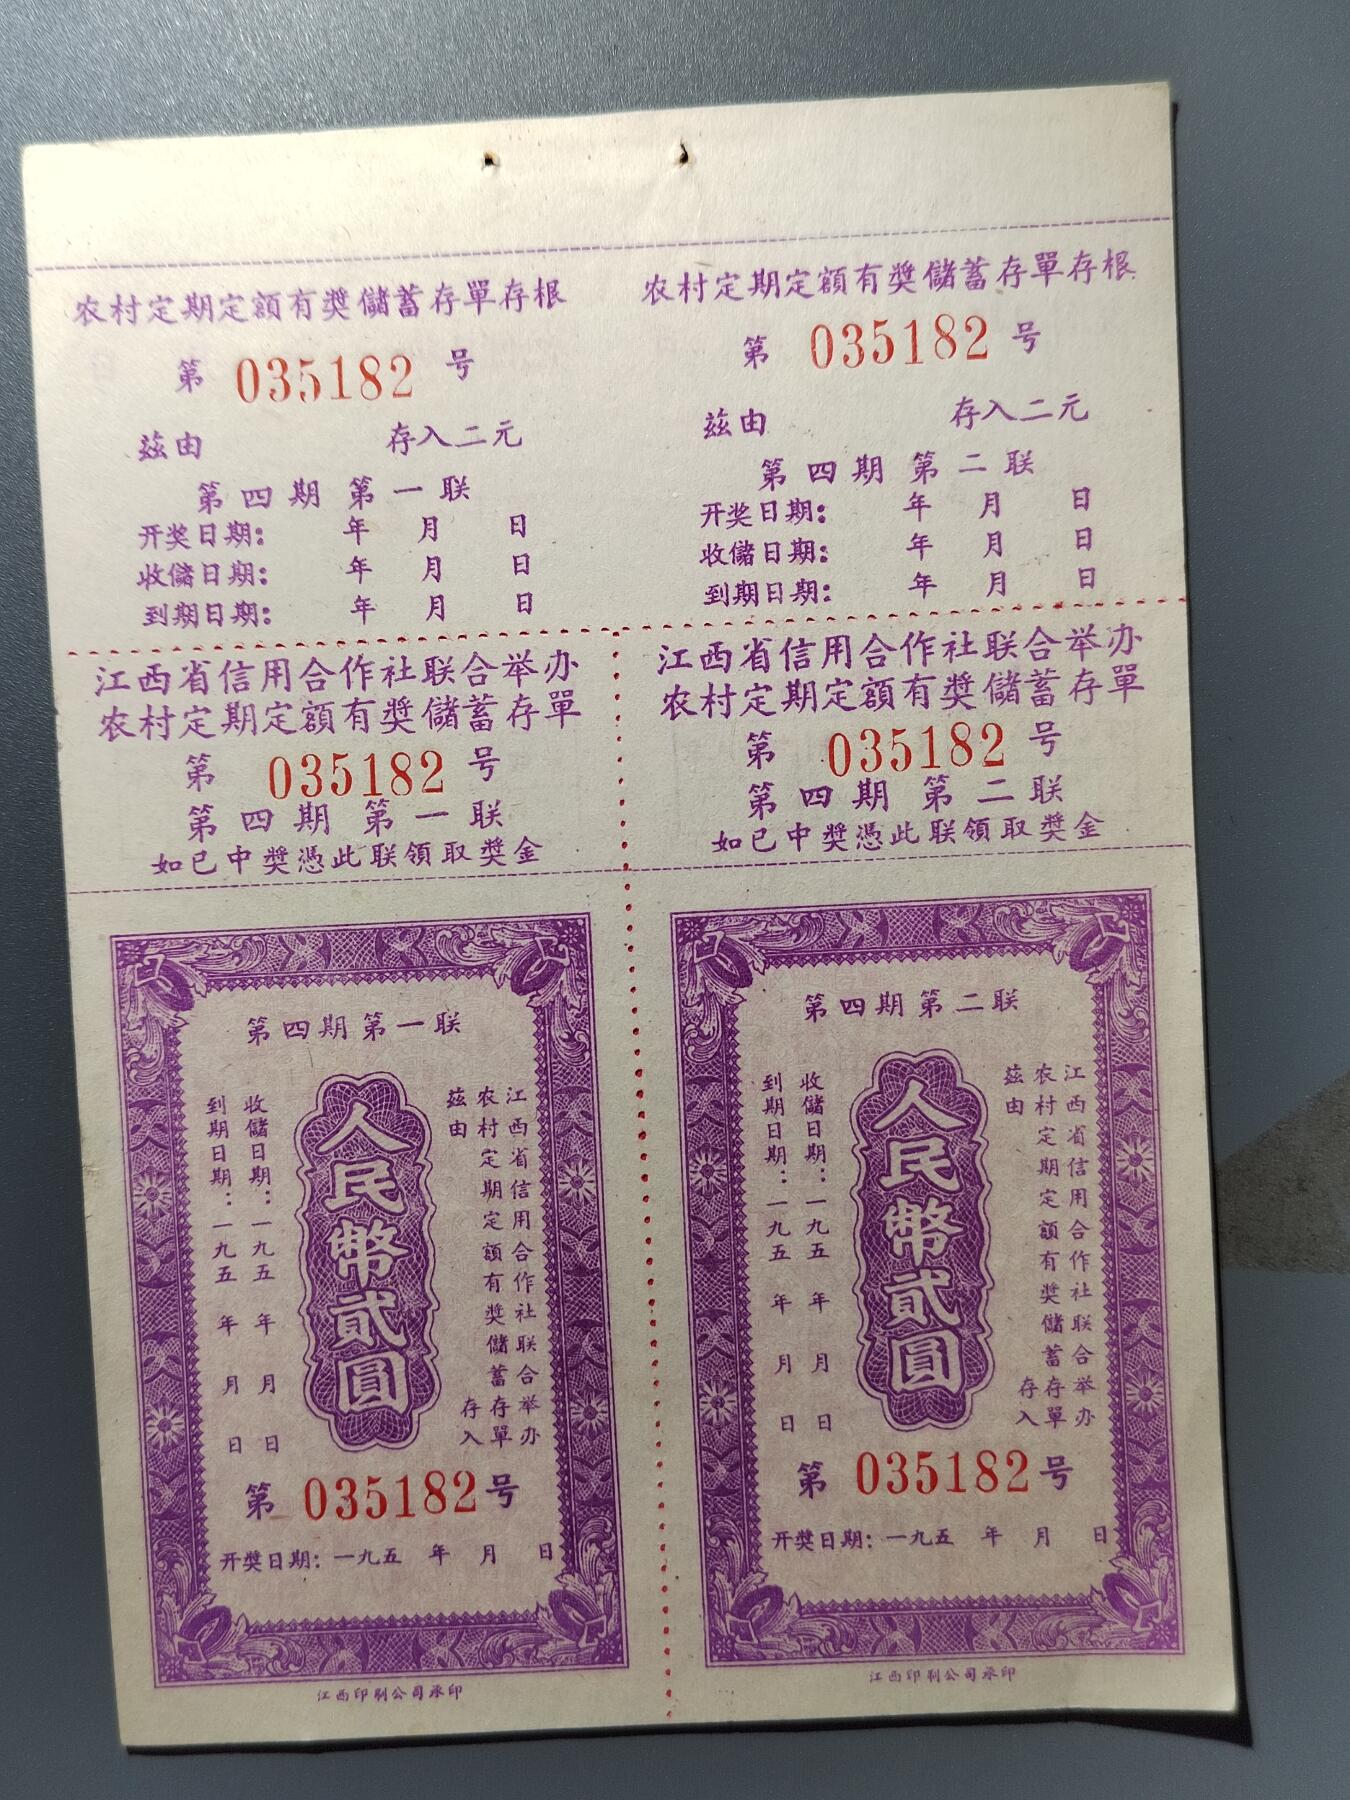 农村定期定額有獎儲蓄存單存根
第 035182 号
兹由 存入二元
第四期 第一联
开奖日期： 年 月 日
收儲日期： 年 月 日
到期日期： 年 月 日
江西省信用合作社联合举办
农村定期定額有獎儲蓄存單
第 035182 号
第四期 第一联
如已中獎憑此联領取獎金
第四期第一联
江西省信用合作社联合举办
农村定期定額有獎儲蓄存單
兹由 存入
人民幣貳圓
收儲日期：一九五 年 月 日
到期日期：一九五 年 月 日
第 035182 号
开獎日期：一九五 年 月 日
江西印刷公司承印
农村定期定額有獎儲蓄存單存根
第 035182 号
兹由 存入二元
第四期 第二联
开奖日期： 年 月 日
收儲日期： 年 月 日
到期日期： 年 月 日
江西省信用合作社联合举办
农村定期定額有獎儲蓄存單
第 035182 号
第四期 第二联
如已中獎憑此联領取獎金
第四期第二联
江西省信用合作社联合举办
农村定期定額有獎儲蓄存單
兹由 存入
人民幣貳圓
收儲日期：一九五 年 月 日
到期日期：一九五 年 月 日
第 035182 号
开獎日期：一九五 年 月 日
江西印刷公司承印